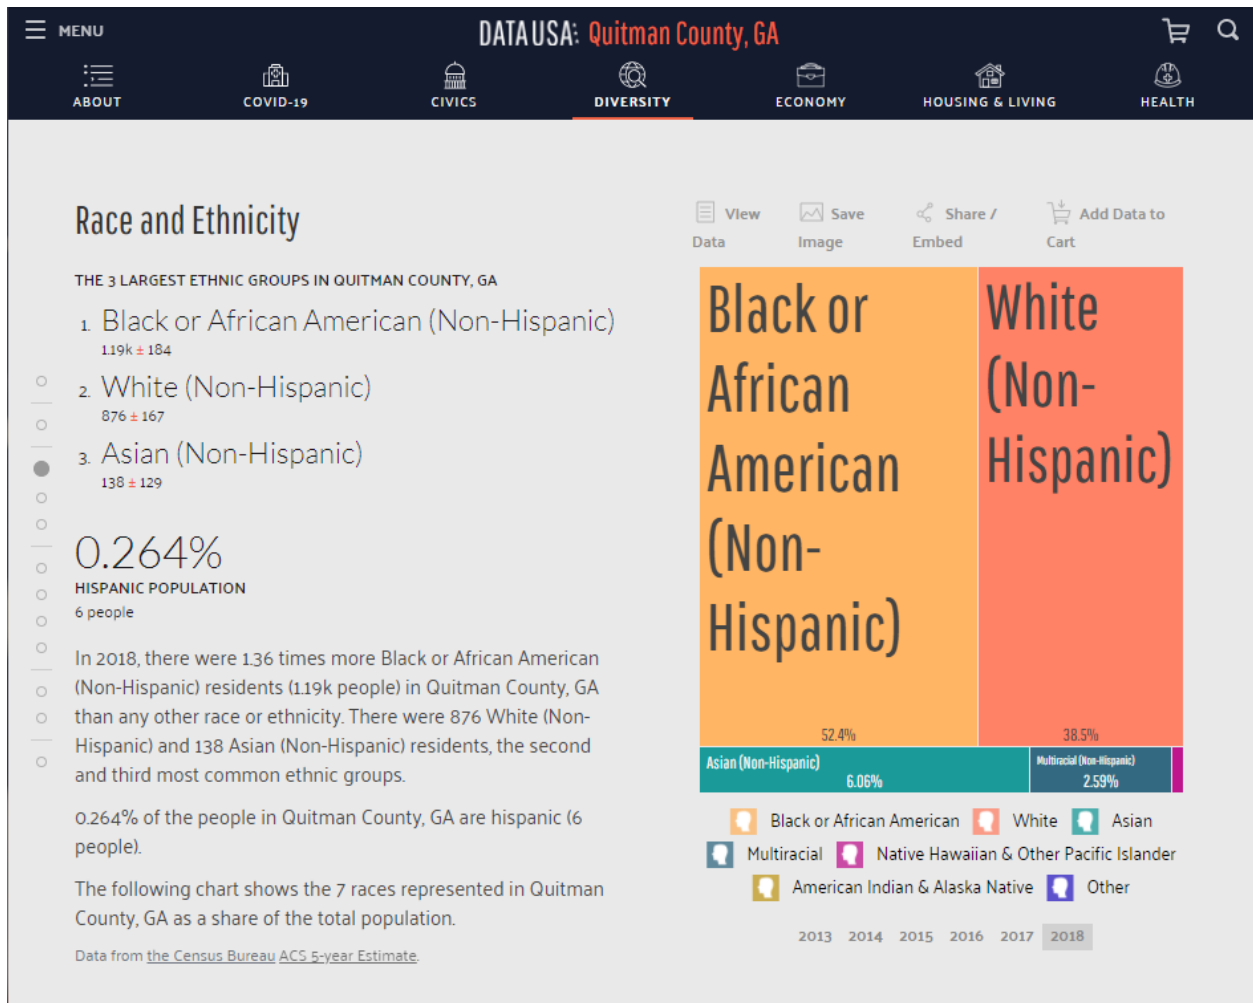 MENU
DATAUSA: Quitman County, GA
ABOUT
COVID-19
CIVICS
DIVERSITY
ECONOMY
HOUSING & LIVING
HEALTH
Race and Ethnicity
THE 3 LARGEST ETHNIC GROUPS IN QUITMAN COUNTY, GA
1. Black or African American (Non-Hispanic)
1.19k ± 184
2. White (Non-Hispanic)
876 ± 167
3. Asian (Non-Hispanic)
138 ± 129
0.264%
HISPANIC POPULATION
6 people
In 2018, there were 1.36 times more Black or African American
(Non-Hispanic) residents (1.19k people) in Quitman County, GA
than any other race or ethnicity. There were 876 White (Non-
Hispanic) and 138 Asian (Non-Hispanic) residents, the second
and third most common ethnic groups.
0.264% of the people in Quitman County, GA are hispanic (6
people).
The following chart shows the 7 races represented in Quitman
County, GA as a share of the total population.
Data from the Census Bureau ACS 5-year Estimate.
View
Data
Save
Image
Share /
Embed
Add Data to
Cart
Black or
African
American
(Non-
Hispanic)
52.4%
White
(Non-
Hispanic)
38.5%
Asian (Non-Hispanic)
6.06%
Multiracial (Non-Hispanic)
2.59%
Black or African American White Asian
Multiracial Native Hawaiian & Other Pacific Islander
American Indian & Alaska Native Other
2013 2014 2015 2016 2017 2018